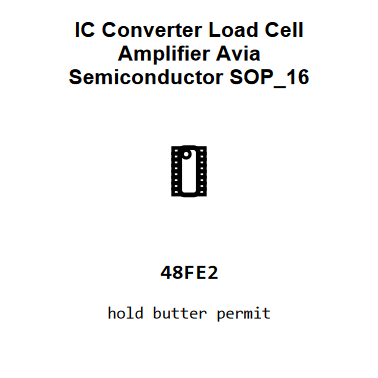 IC Converter Load Cell
Amplifier Avia
Semiconductor SOP_16
48FE2
hold butter permit